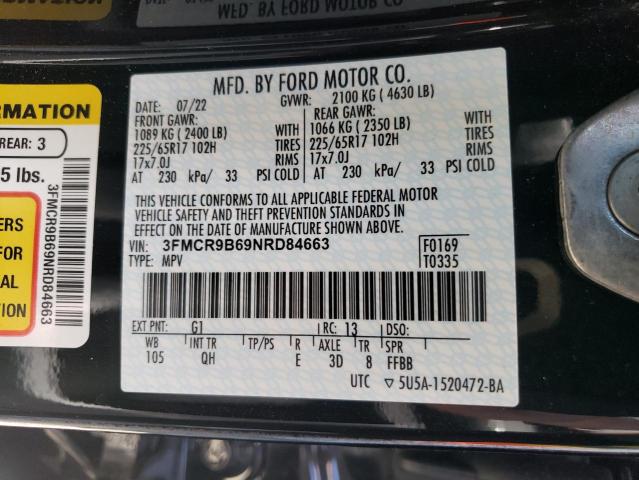 MFD. BY FORD MOTOR CO.
ORMATION
REAR: 3
5 lbs.
ERS
FOR
AL
ION
3FMCR9B69NRD84663
MFD. BY FORD MOTOR CO.
DATE: 07/22 GVWR: 2100 KG ( 4630 LB)
FRONT GAWR: REAR GAWR:
1089 KG ( 2400 LB) WITH 1066 KG ( 2350 LB) WITH
225/65R17 102H TIRES 225/65R17 102H TIRES
17x7.0J RIMS 17x7.0J RIMS
AT 230 kPa/ 33 PSI COLD AT 230 kPa/ 33 PSI COLD
THIS VEHICLE CONFORMS TO ALL APPLICABLE FEDERAL MOTOR
VEHICLE SAFETY AND THEFT PREVENTION STANDARDS IN
EFFECT ON THE DATE OF MANUFACTURE SHOWN ABOVE.
VIN: 3FMCR9B69NRD84663 F0169
TYPE: MPV T0335
EXT PNT: G1 RC: 13 DSO:
WB INT TR TP/PS R AXLE TR SPR
105 QH E 3D 8 FFBB
UTC ▽ 5U5A-1520472-BA